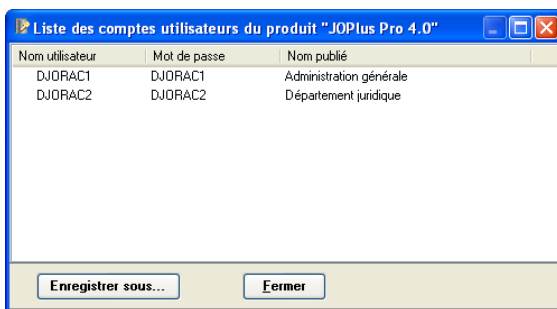 Liste des comptes utilisateurs du produit "JOPlus Pro 4.0"
Nom utilisateur Mot de passe Nom publié
DJORAC1 DJORAC1 Administration générale
DJORAC2 DJORAC2 Département juridique
Enregistrer sous... Fermer